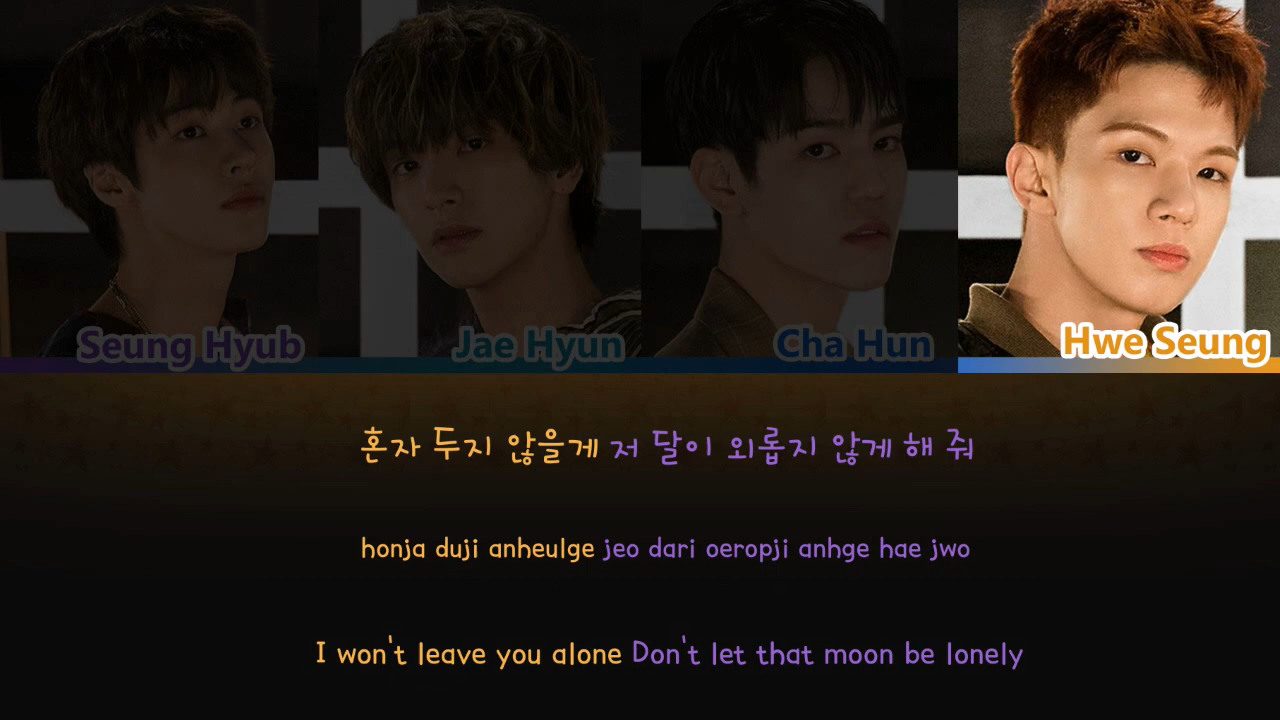 Seung Hyub Jae Hyun Cha Hun Hwe Seung
혼자 두지 않을게 저 달이 외롭지 않게 해 줘
honja duji anheulge jeo dari oeropji anhge hae jwo
I won't leave you alone Don't let that moon be lonely